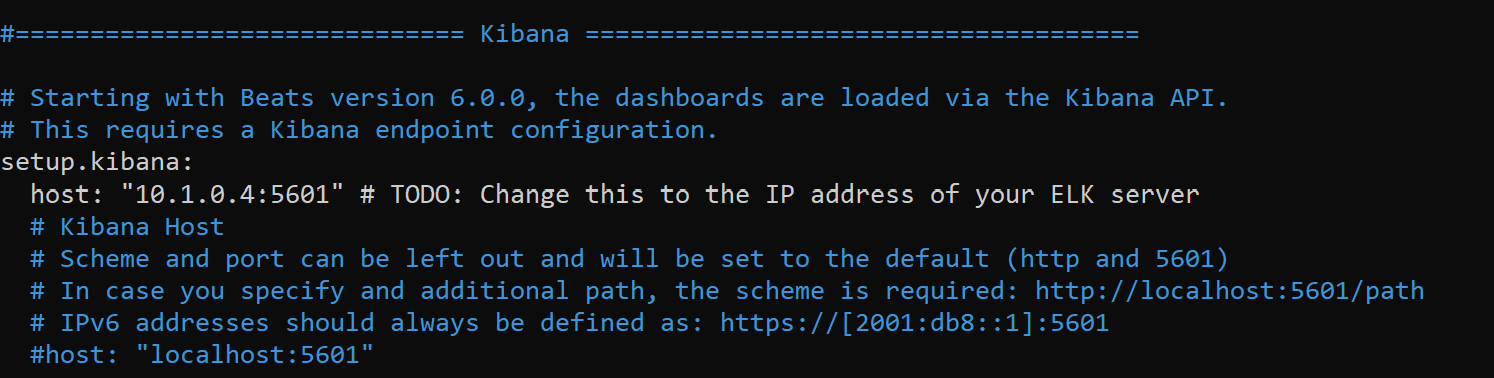 #============================== Kibana =====================================
# Starting with Beats version 6.0.0, the dashboards are loaded via the Kibana API.
# This requires a Kibana endpoint configuration.
setup.kibana:
  host: "10.1.0.4:5601" # TODO: Change this to the IP address of your ELK server
  # Kibana Host
  # Scheme and port can be left out and will be set to the default (http and 5601)
  # In case you specify and additional path, the scheme is required: http://localhost:5601/path
  # IPv6 addresses should always be defined as: https://[2001:db8::1]:5601
  #host: "localhost:5601"